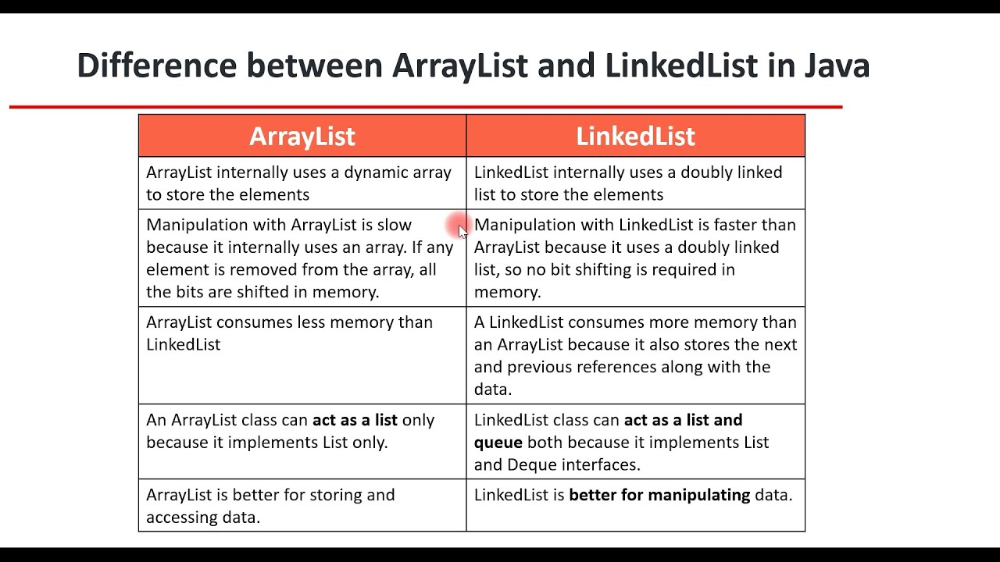 Difference between ArrayList and LinkedList in Java
ArrayList
LinkedList
ArrayList internally uses a dynamic array
to store the elements
LinkedList internally uses a doubly linked
list to store the elements
Manipulation with ArrayList is slow
because it internally uses an array. If any
element is removed from the array, all
the bits are shifted in memory.
Manipulation with LinkedList is faster than
ArrayList because it uses a doubly linked
list, so no bit shifting is required in
memory.
ArrayList consumes less memory than
LinkedList
A LinkedList consumes more memory than
an ArrayList because it also stores the next
and previous references along with the
data.
An ArrayList class can act as a list only
because it implements List only.
LinkedList class can act as a list and
queue both because it implements List
and Deque interfaces.
ArrayList is better for storing and
accessing data.
LinkedList is better for manipulating data.